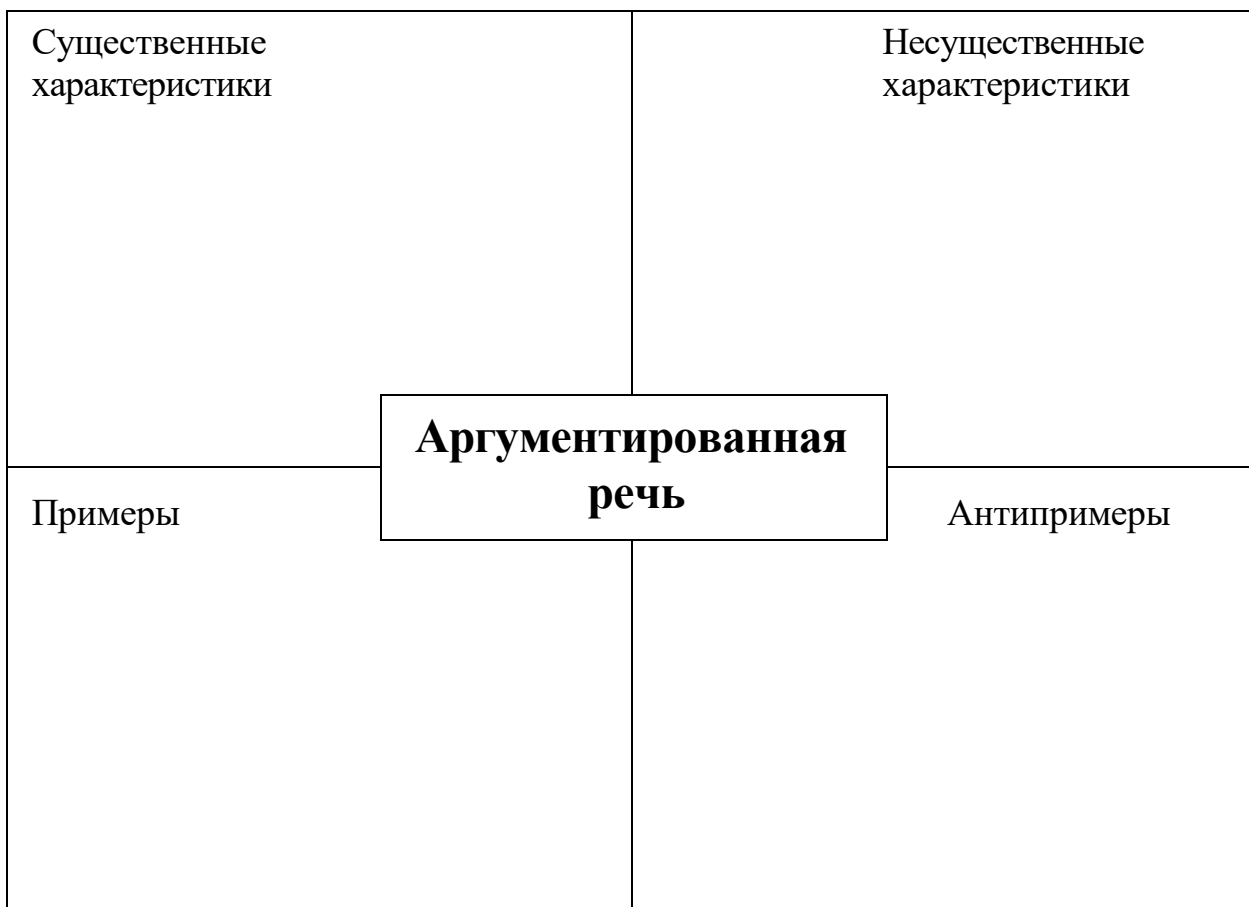 Существенные
характеристики
Несущественные
характеристики
Аргументированная
речь
Примеры
Антипримеры